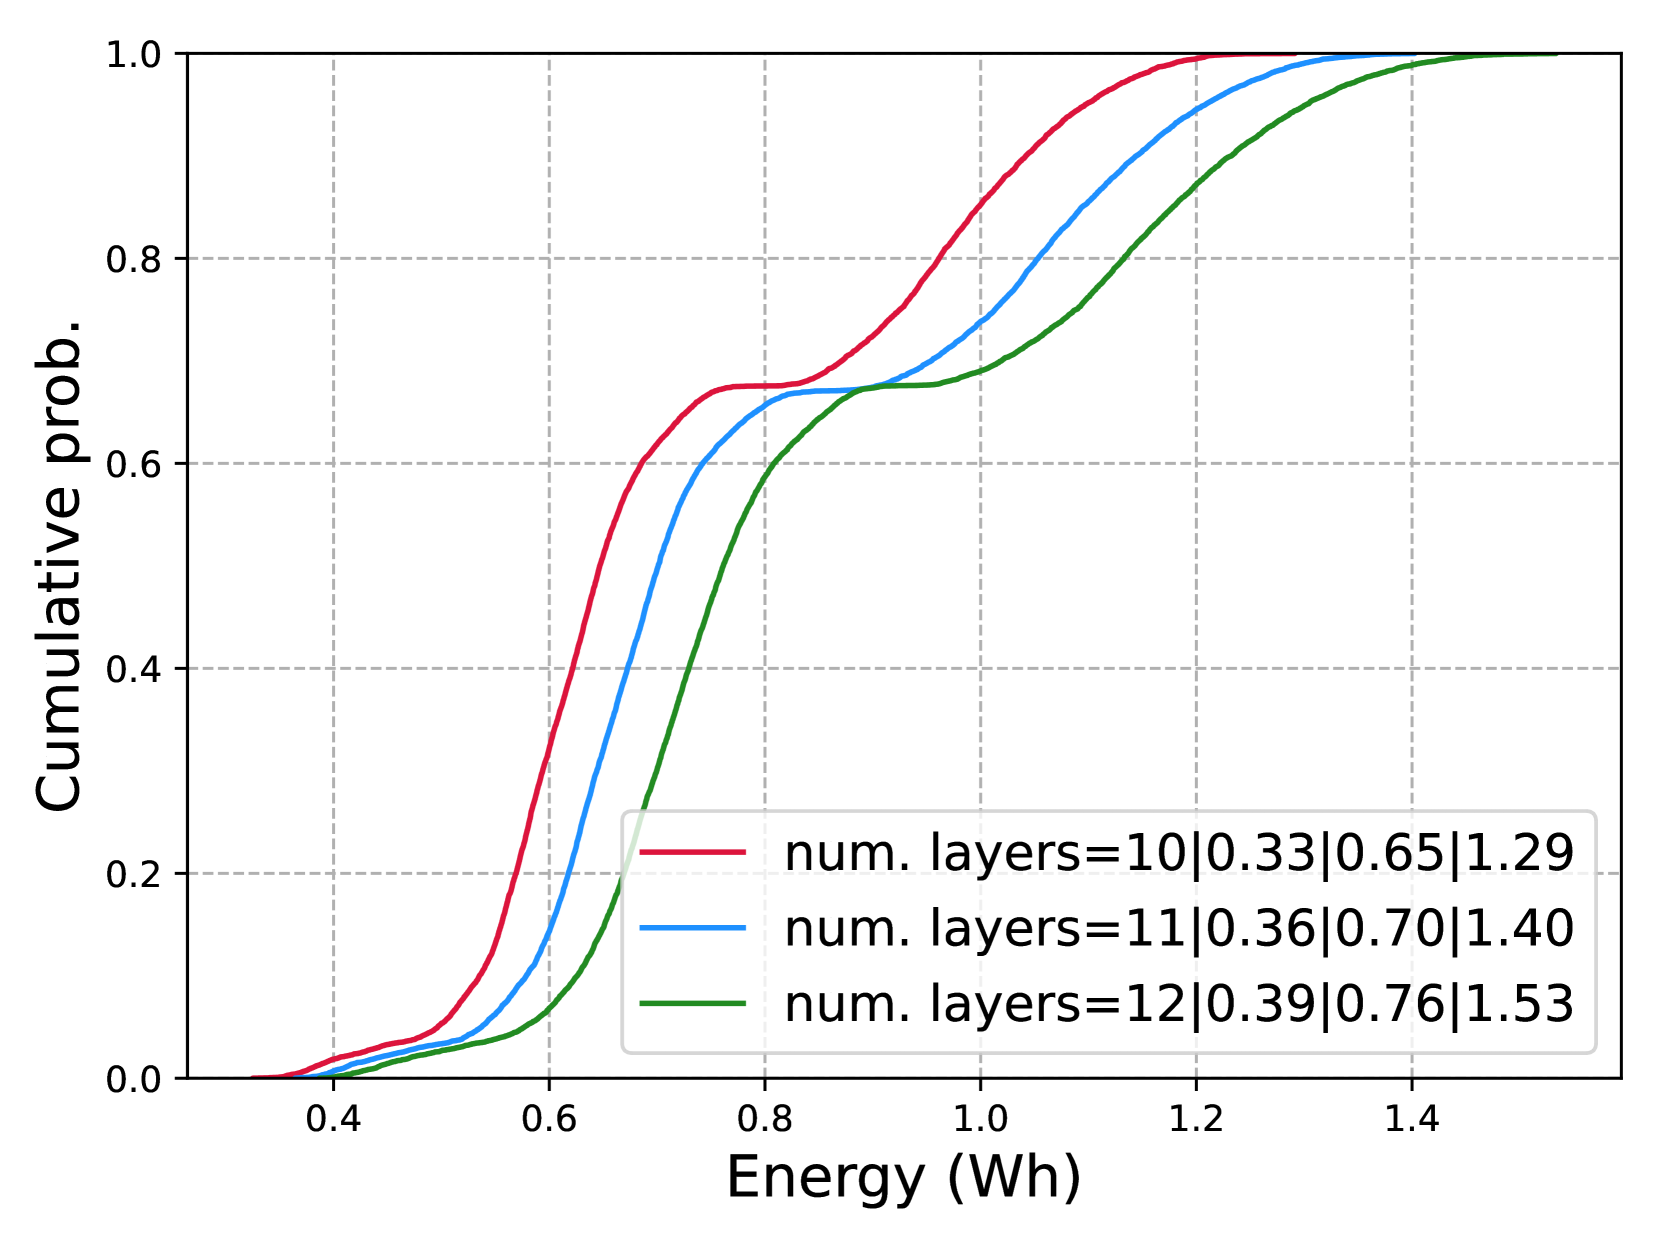 1.0
0.8
0.6
0.4
0.2
0.0
Cumulative prob.
num. layers=10|0.33|0.65|1.29
num. layers=11|0.36|0.70|1.40
num. layers=12|0.39|0.76|1.53
0.4 0.6 0.8 1.0 1.2 1.4
Energy (Wh)